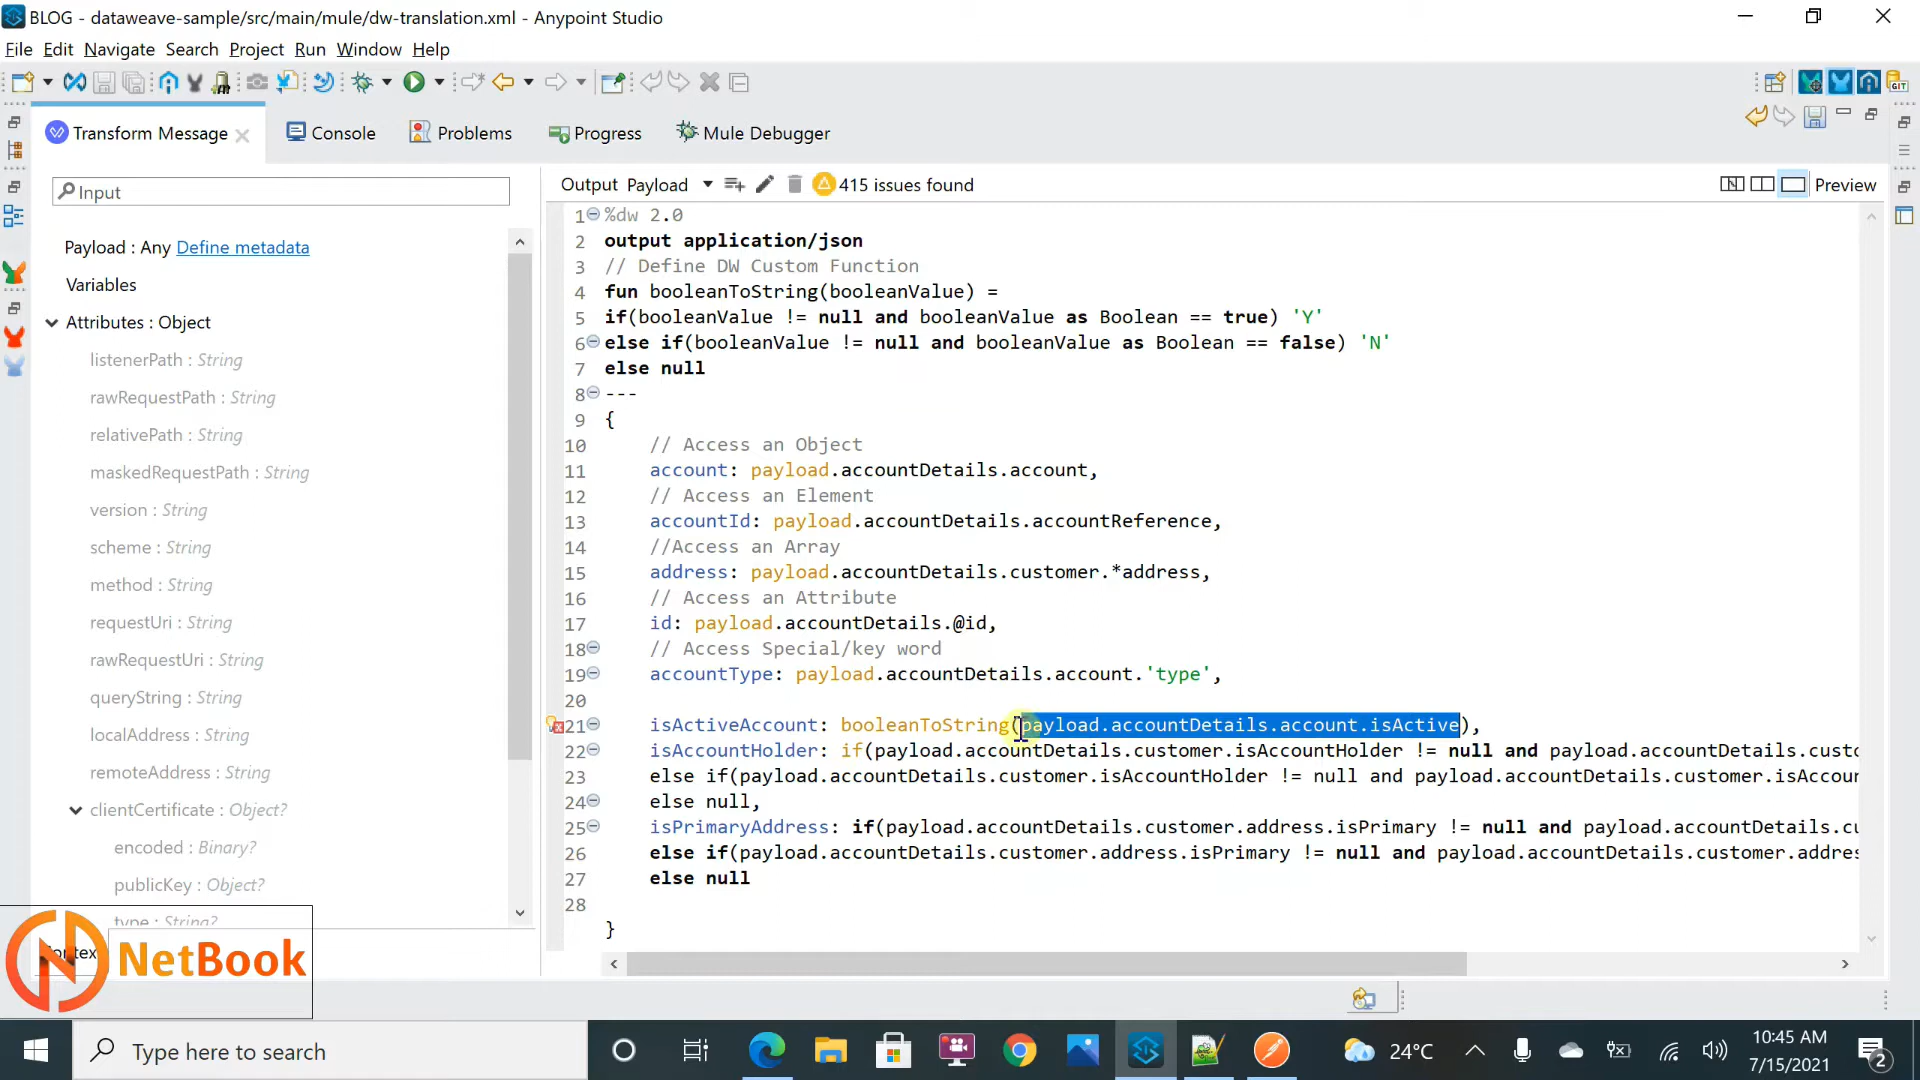 BLOG - dataweave-sample/src/main/mule/dw-translation.xml - Anypoint Studio
File Edit Navigate Search Project Run Window Help
Transform Message Console Problems Progress Mule Debugger
Input
Output Payload 415 issues found Preview
Payload : Any Define metadata
Variables
Attributes : Object
listenerPath : String
rawRequestPath : String
relativePath : String
maskedRequestPath : String
version : String
scheme : String
method : String
requestUri : String
rawRequestUri : String
queryString : String
localAddress : String
remoteAddress : String
clientCertificate : Object?
encoded : Binary?
publicKey : Object?
type : String?
1 %dw 2.0
2 output application/json
3 // Define DW Custom Function
4 fun booleanToString(booleanValue) =
5 if(booleanValue != null and booleanValue as Boolean == true) 'Y'
6 else if(booleanValue != null and booleanValue as Boolean == false) 'N'
7 else null
8 ---
9 {
10 // Access an Object
11 account: payload.accountDetails.account,
12 // Access an Element
13 accountId: payload.accountDetails.accountReference,
14 //Access an Array
15 address: payload.accountDetails.customer.*address,
16 // Access an Attribute
17 id: payload.accountDetails.@id,
18 // Access Special/key word
19 accountType: payload.accountDetails.account.'type',
20
21 isActiveAccount: booleanToString(payload.accountDetails.account.isActive),
22 isAccountHolder: if(payload.accountDetails.customer.isAccountHolder != null and payload.accountDetails.custo
23 else if(payload.accountDetails.customer.isAccountHolder != null and payload.accountDetails.customer.isAccoun
24 else null,
25 isPrimaryAddress: if(payload.accountDetails.customer.address.isPrimary != null and payload.accountDetails.cu
26 else if(payload.accountDetails.customer.address.isPrimary != null and payload.accountDetails.customer.addres
27 else null
28
}
NetBook
Type here to search
24°C
10:45 AM
7/15/2021
2
GIT